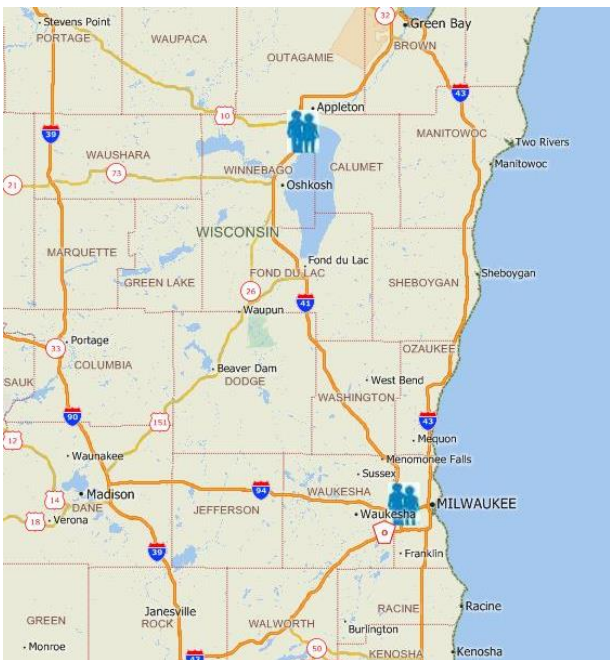 32
Green Bay
Stevens Point
PORTAGE
WAUPACA
BROWN
OUTAGAMIE
43
Appleton
10
39
MANITOWOC
Two Rivers
WAUSHARA
Manitowoc
73
WINNEBAGO
CALUMET
21
Oshkosh
WISCONSIN
MARQUETTE
Fond du Lac
FOND DU LAC
Sheboygan
GREEN LAKE
SHEBOYGAN
26
41
Waupun
Portage
33
OZAUKEE
COLUMBIA
Beaver Dam
West Bend
SAUK
DODGE
WASHINGTON
90
151
43
12
Mequon
Waunakee
Menomonee Falls
Sussex
94
WAUKESHA
14
Madison
MILWAUKEE
DANE
JEFFERSON
Waukesha
18
Verona
O
39
Franklin
Janesville
Racine
GREEN
ROCK
WALWORTH
RACINE
Burlington
Monroe
50
KENOSHA
Kenosha